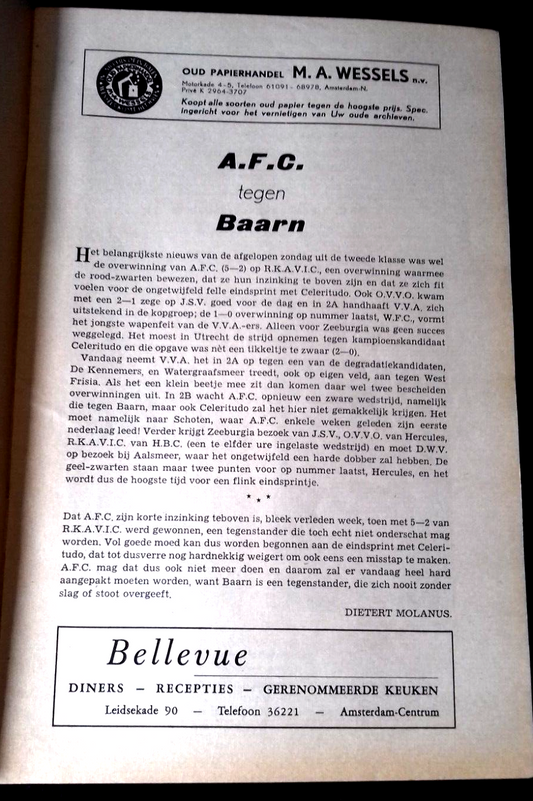 OUD PAPIERHANDEL M. A. WESSELS n.v.
Motorkade 4-5, Telefoon 61091 - 68978, Amsterdam-N.
Privé K 2964-3707
Koopt alle soorten oud papier tegen de hoogste prijs. Spec.
ingericht voor het vernietigen van Uw oude archieven.
A.F.C.
tegen
Baarn
Het belangrijkste nieuws van de afgelopen zondag uit de tweede klasse was wel
de overwinning van A.F.C. (5—2) op R.K.A.V.I.C., een overwinning waarmee
de rood-zwarten bewezen, dat ze hun inzinking te boven zijn en dat ze zich fit
voelen voor de ongetwijfeld felle eindsprint met Celeritudo. Ook O.V.V.O. kwam
met een 2—1 zege op J.S.V. goed voor de dag en in 2A handhaaft V.V.A. zich
uitstekend in de kopgroep; de 1—0 overwinning op nummer laatst, W.F.C., vormt
het jongste wapenfeit van de V.V.A.-ers. Alleen voor Zeeburgia was geen succes
weggelegd. Het moest in Utrecht de strijd opnemen tegen kampioenskandidaat
Celeritudo en die opgave was nèt een tikkeltje te zwaar (2—0).
Vandaag neemt V.V.A. het in 2A op tegen een van de degradatiekandidaten,
De Kennemers, en Watergraafsmeer treedt, ook op eigen veld, aan tegen West
Frisia. Als het een klein beetje mee zit dan komen daar wel twee bescheiden
overwinningen uit. In 2B wacht A.F.C. opnieuw een zware wedstrijd, namelijk
die tegen Baarn, maar ook Celeritudo zal het hier niet gemakkelijk krijgen. Het
moet namelijk naar Schoten, waar A.F.C. enkele weken geleden zijn eerste
nederlaag leed! Verder krijgt Zeeburgia bezoek van J.S.V., O.V.V.O. van Hercules,
R.K.A.V.I.C. van H.B.C. (een te elfder ure ingelaste wedstrijd) en moet D.W.V.
op bezoek bij Aalsmeer, waar het ongetwijfeld een harde dobber zal hebben. De
geel-zwarten staan maar twee punten voor op nummer laatst, Hercules, en het
wordt dus de hoogste tijd voor een flink eindsprintje.
* * *
Dat A.F.C. zijn korte inzinking teboven is, bleek verleden week, toen met 5—2 van
R.K.A.V.I.C. werd gewonnen, een tegenstander die toch echt niet onderschat mag
worden. Vol goede moed kan dus worden begonnen aan de eindsprint met Celeri-
tudo, dat tot dusverre nog hardnekkig weigert om ook eens een misstap te maken.
A.F.C. mag dat dus ook niet meer doen en daarom zal er vandaag heel hard
aangepakt moeten worden, want Baarn is een tegenstander, die zich nooit zonder
slag of stoot overgeeft.
DIETERT MOLANUS.
Bellevue
DINERS — RECEPTIES — GERENOMMEERDE KEUKEN
Leidsekade 90 — Telefoon 36221 — Amsterdam-Centrum